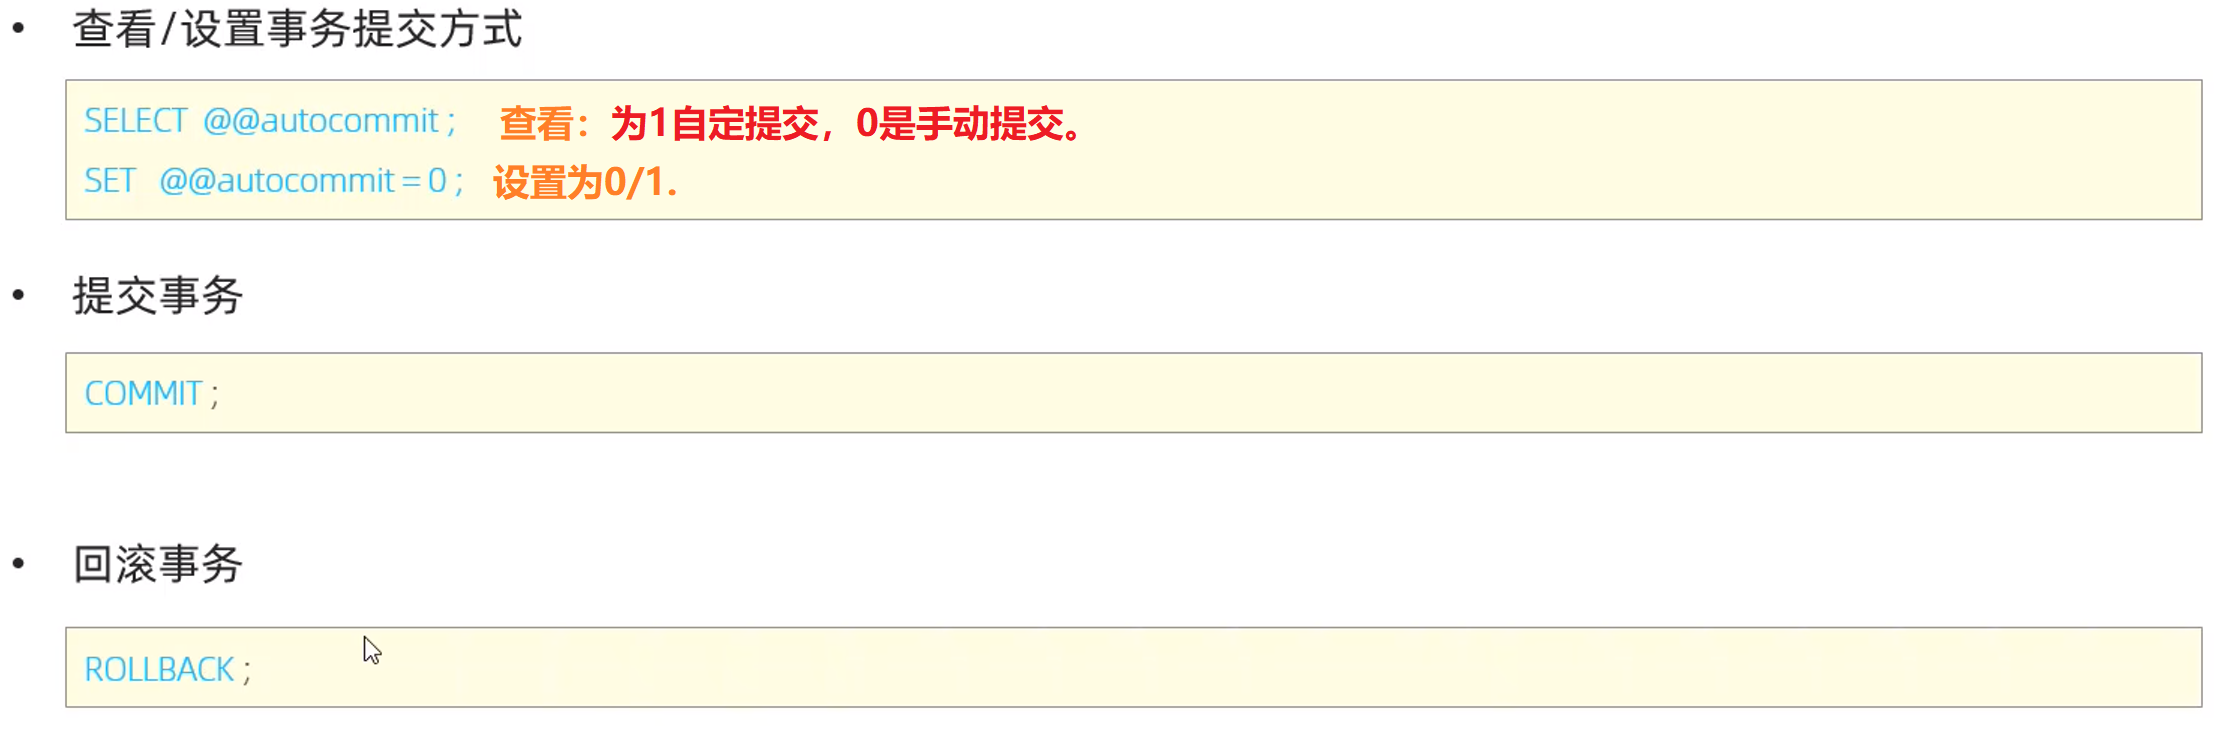 • 查看/设置事务提交方式
SELECT @@autocommit ; 查看：为1自定提交，0是手动提交。
SET @@autocommit = 0 ; 设置为0/1.
• 提交事务
COMMIT ;
• 回滚事务
ROLLBACK ;